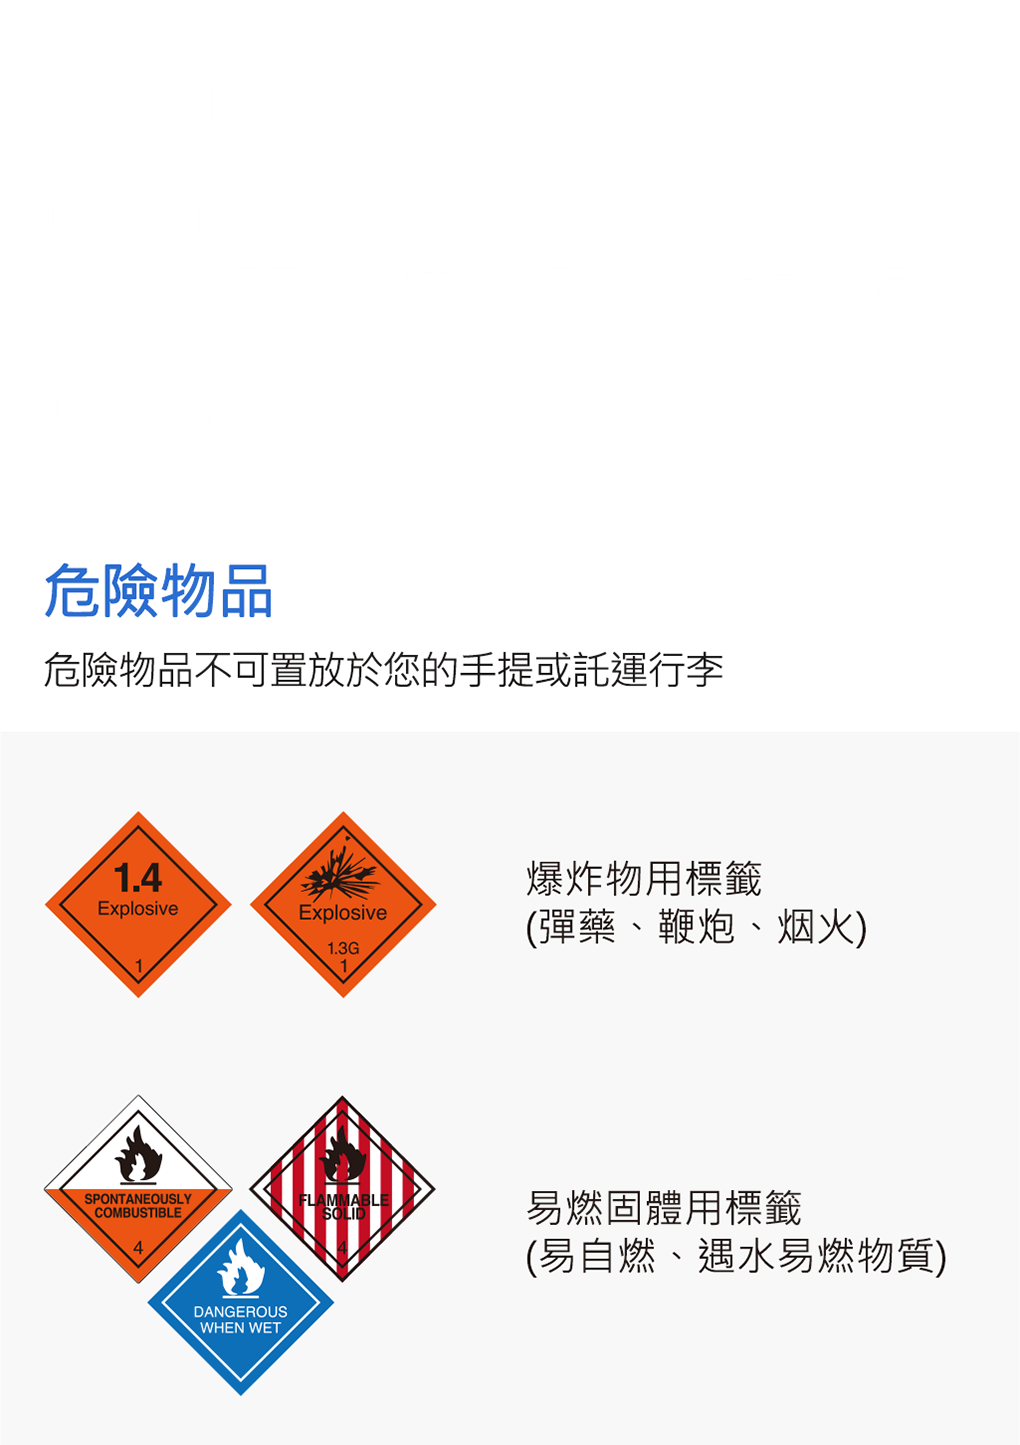 危險物品
危險物品不可置放於您的手提或託運行李
1.4
Explosive
1
Explosive
1.3G
1
爆炸物用標籤
(彈藥、鞭炮、烟火)
SPONTANEOUSLY
COMBUSTIBLE
4
FLAMMABLE
SOLID
4
DANGEROUS
WHEN WET
易燃固體用標籤
(易自燃、遇水易燃物質)